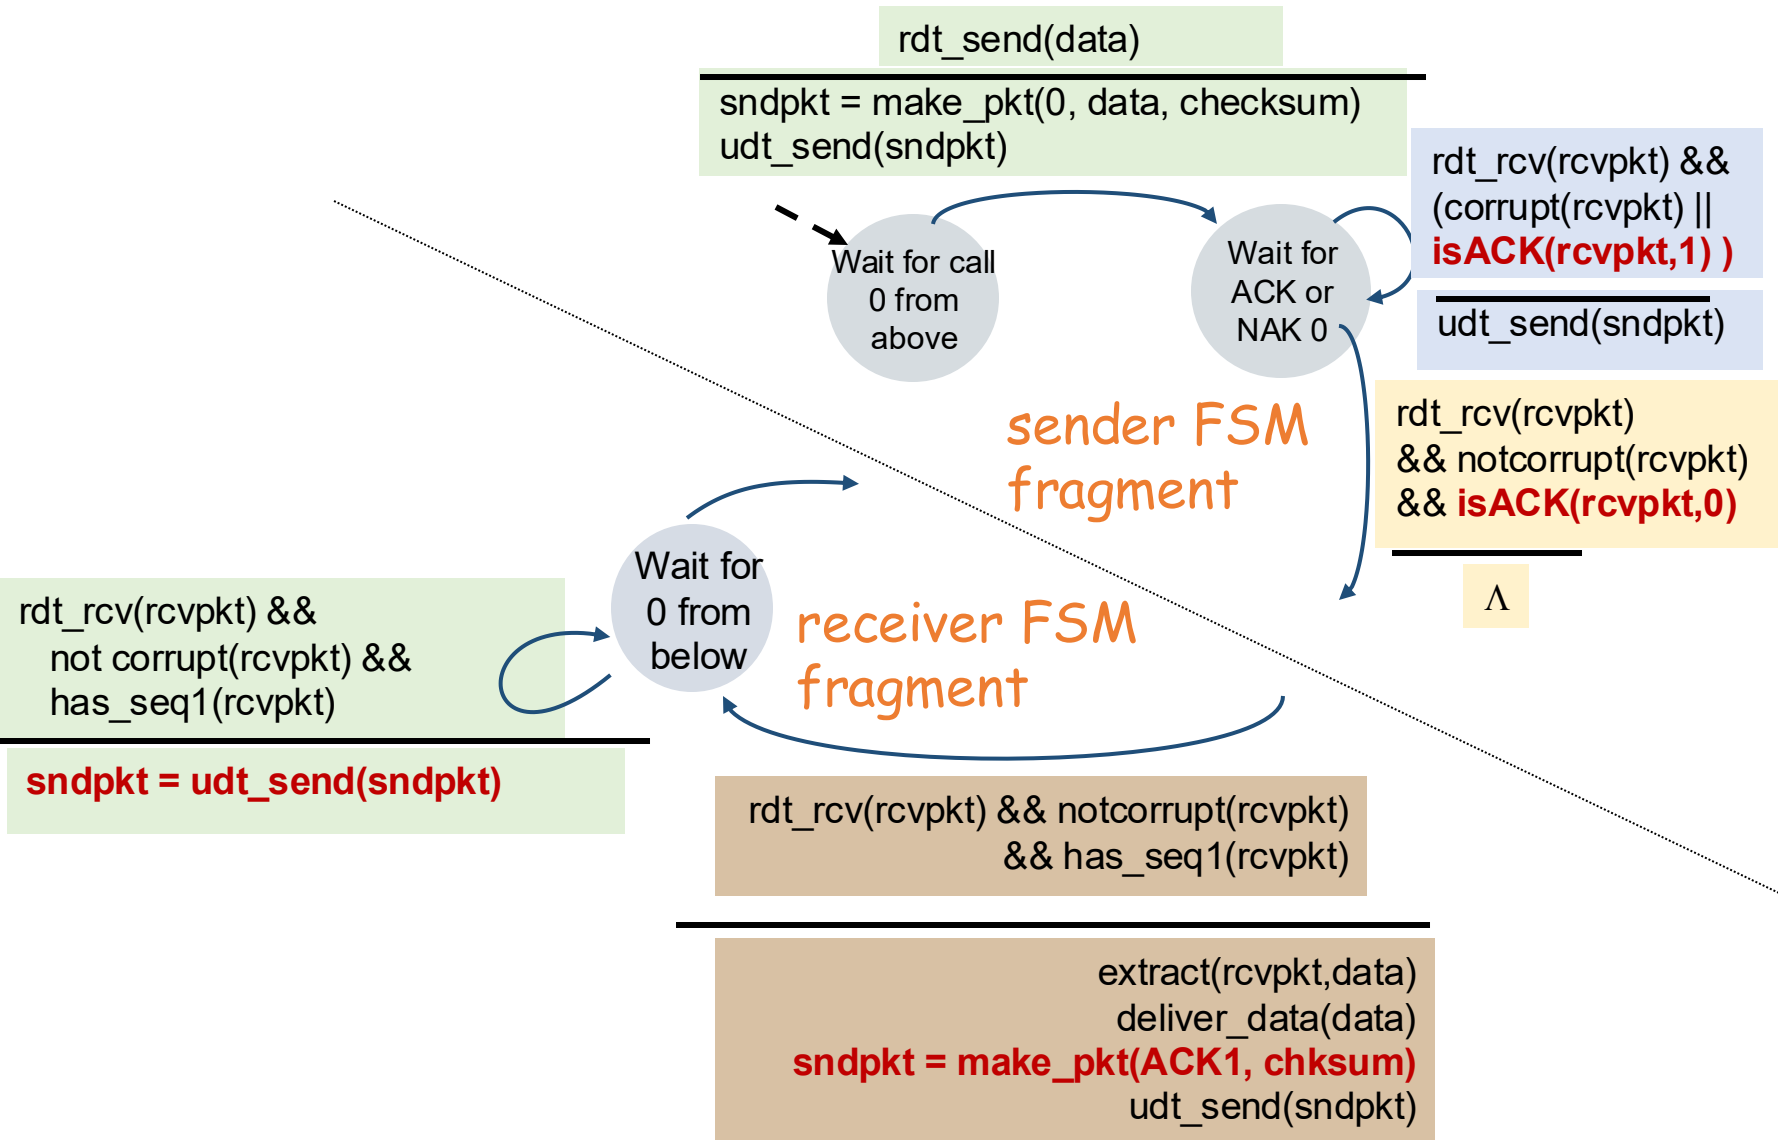 rdt_send(data)
sndpkt = make_pkt(0, data, checksum)
udt_send(sndpkt)
rdt_rcv(rcvpkt) &&
(corrupt(rcvpkt) ||
isACK(rcvpkt,1) )
udt_send(sndpkt)
Wait for call
0 from
above
Wait for
ACK or
NAK 0
rdt_rcv(rcvpkt)
&& notcorrupt(rcvpkt)
&& isACK(rcvpkt,0)
Λ
sender FSM
fragment
Wait for
0 from
below
receiver FSM
fragment
rdt_rcv(rcvpkt) &&
not corrupt(rcvpkt) &&
has_seq1(rcvpkt)
sndpkt = udt_send(sndpkt)
rdt_rcv(rcvpkt) && notcorrupt(rcvpkt)
&& has_seq1(rcvpkt)
extract(rcvpkt,data)
deliver_data(data)
sndpkt = make_pkt(ACK1, chksum)
udt_send(sndpkt)